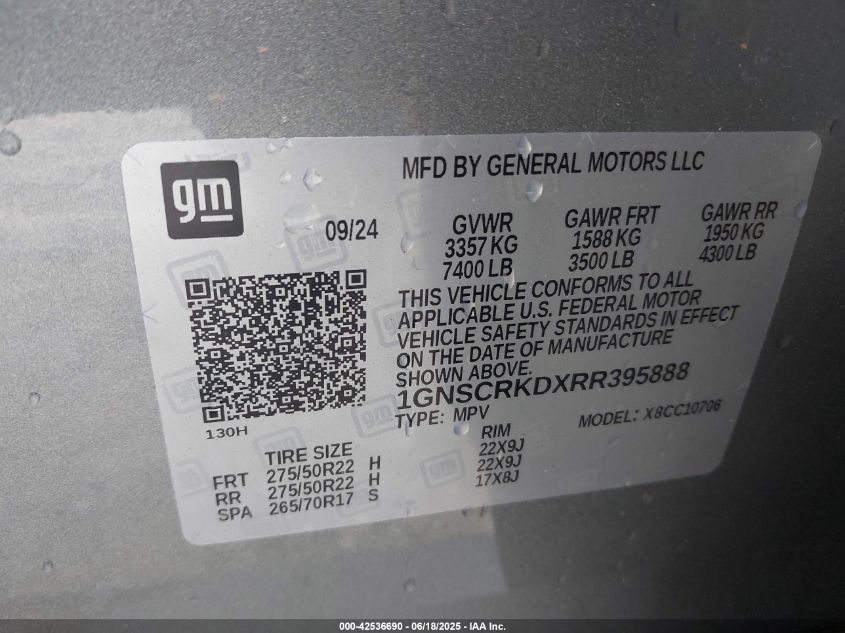 gm
MFD BY GENERAL MOTORS LLC
09/24
GVWR GAWR FRT GAWR RR
3357 KG 1588 KG 1950 KG
7400 LB 3500 LB 4300 LB
THIS VEHICLE CONFORMS TO ALL
APPLICABLE U.S. FEDERAL MOTOR
VEHICLE SAFETY STANDARDS IN EFFECT
ON THE DATE OF MANUFACTURE
SHOWN ABOVE.
1GNSCRKDXRR395888
TYPE: MPV MODEL: X8CC10706
130H
TIRE SIZE RIM
FRT 275/50R22 H 22X9J
RR 275/50R22 H 22X9J
SPA 265/70R17 S 17X8J
000-42536690 - 06/18/2025 - IAA Inc.